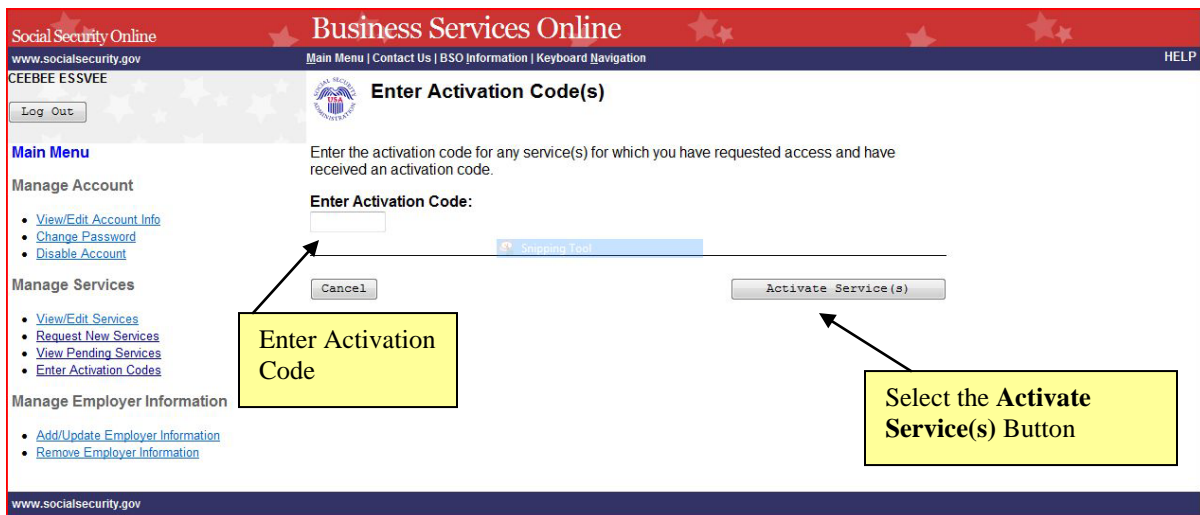 Social Security Online
Business Services Online
www.socialsecurity.gov
Main Menu | Contact Us | BSO Information | Keyboard Navigation
HELP
CEEBEE ESSVEE
Log Out
Main Menu
Manage Account
View/Edit Account Info
Change Password
Disable Account
Manage Services
View/Edit Services
Request New Services
View Pending Services
Enter Activation Codes
Manage Employer Information
Add/Update Employer Information
Remove Employer Information
SOCIAL SECURITY ADMINISTRATION
USA
Enter Activation Code(s)
Enter the activation code for any service(s) for which you have requested access and have
received an activation code.
Enter Activation Code:
Snipping Tool
Cancel
Activate Service(s)
Enter Activation
Code
Select the Activate
Service(s) Button
www.socialsecurity.gov